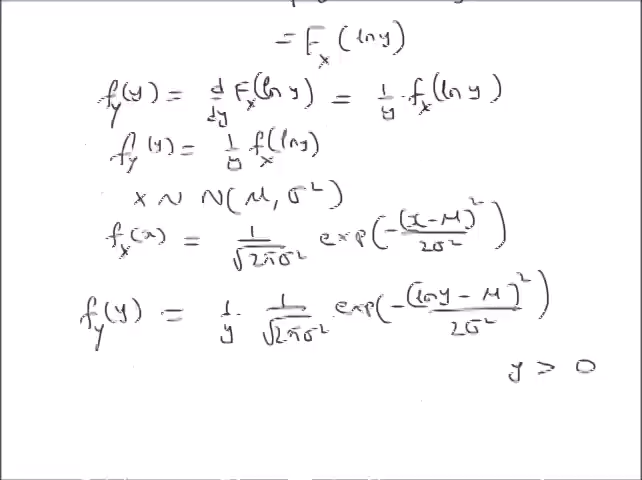 = F_X (ln y)
f_Y(y) = d/dy F_X(ln y) = 1/y · f_X(ln y)
f_Y(y) = 1/y f_X(ln y)
X ~ N(μ, σ²)
f_X(x) = 1/√2πσ² exp(-(x-μ)²/2σ²)
f_Y(y) = 1/y · 1/√2πσ² exp(-(ln y - μ)²/2σ²)
y > 0